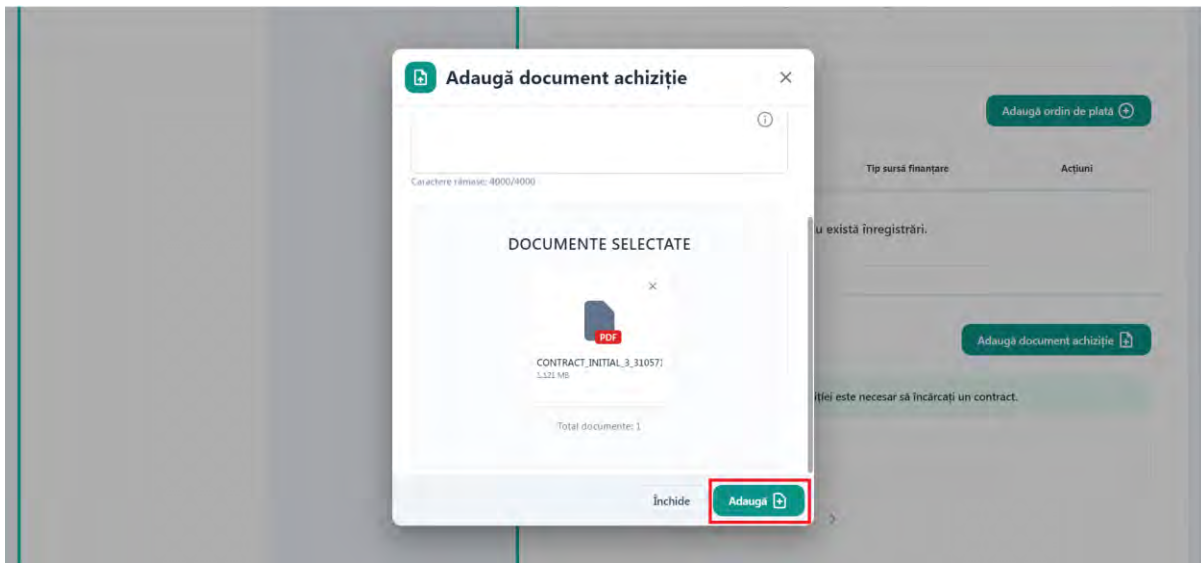 Adaugă document achiziție
Adaugă ordin de plată
Caractere rămase: 4000/4000
Tip sursă finanțare
Acțiuni
u există înregistrări.
DOCUMENTE SELECTATE
PDF
CONTRACT_INITIAL_3_31057
1.121 MB
Adaugă document achiziție
iției este necesar să încărcați un contract.
Total documente: 1
Închide
Adaugă